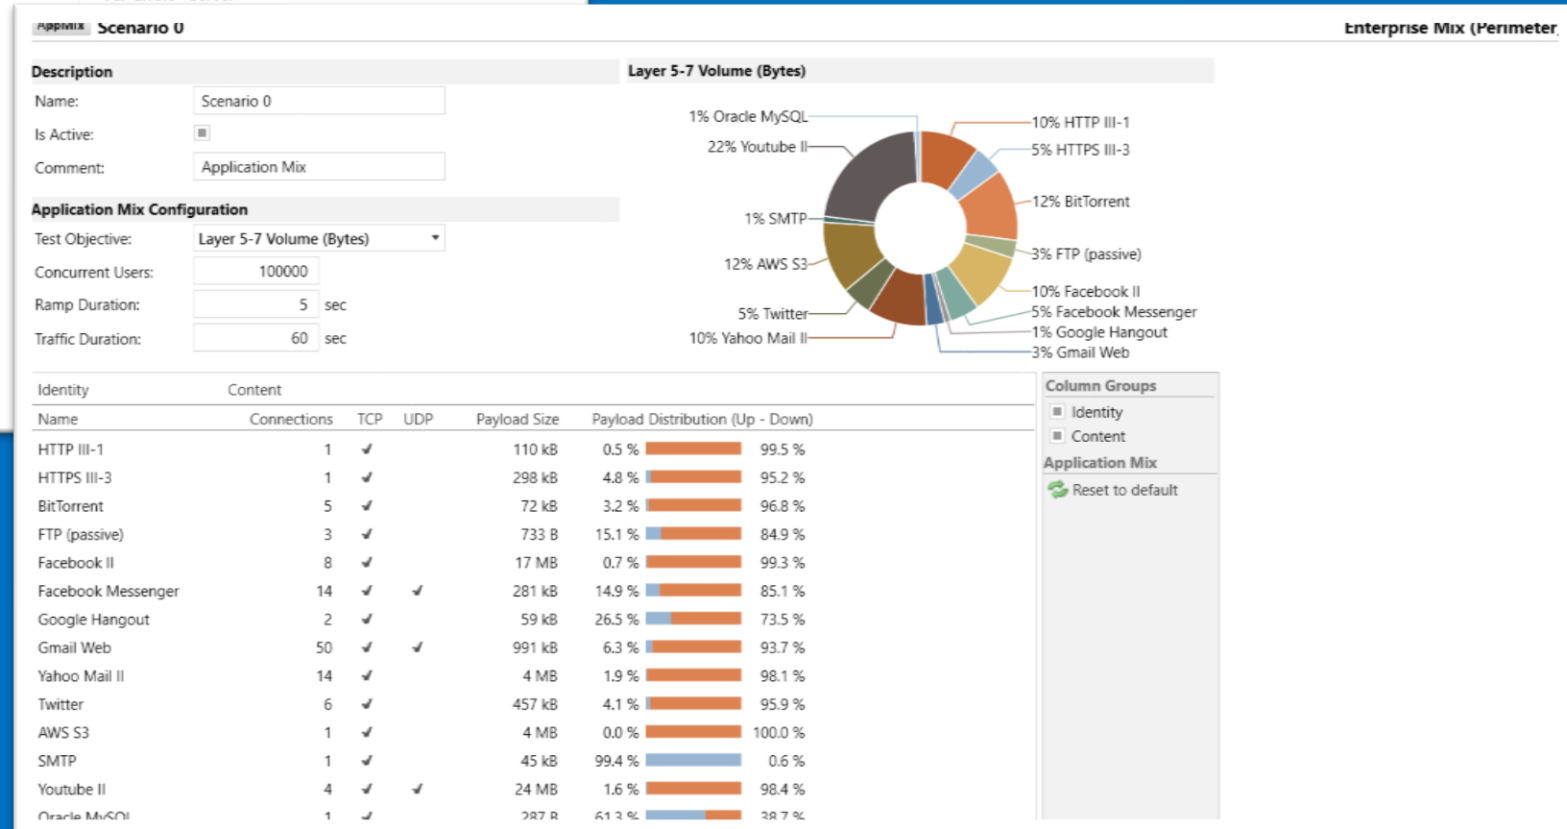 AppMix Scenario 0
Enterprise Mix (Perimeter
Description
Name: Scenario 0
Is Active:
Comment: Application Mix
Application Mix Configuration
Test Objective: Layer 5-7 Volume (Bytes)
Concurrent Users: 100000
Ramp Duration: 5 sec
Traffic Duration: 60 sec
Layer 5-7 Volume (Bytes)
1% Oracle MySQL
22% Youtube II
1% SMTP
12% AWS S3
5% Twitter
10% Yahoo Mail II
10% HTTP III-1
5% HTTPS III-3
12% BitTorrent
3% FTP (passive)
10% Facebook II
5% Facebook Messenger
1% Google Hangout
3% Gmail Web
Identity Content
Name Connections TCP UDP Payload Size Payload Distribution (Up - Down)
HTTP III-1 1 ✓ 110 kB 0.5 % 99.5 %
HTTPS III-3 1 ✓ 298 kB 4.8 % 95.2 %
BitTorrent 5 ✓ 72 kB 3.2 % 96.8 %
FTP (passive) 3 ✓ 733 B 15.1 % 84.9 %
Facebook II 8 ✓ 17 MB 0.7 % 99.3 %
Facebook Messenger 14 ✓ ✓ 281 kB 14.9 % 85.1 %
Google Hangout 2 ✓ 59 kB 26.5 % 73.5 %
Gmail Web 50 ✓ ✓ 991 kB 6.3 % 93.7 %
Yahoo Mail II 14 ✓ 4 MB 1.9 % 98.1 %
Twitter 6 ✓ 457 kB 4.1 % 95.9 %
AWS S3 1 ✓ 4 MB 0.0 % 100.0 %
SMTP 1 ✓ 45 kB 99.4 % 0.6 %
Youtube II 4 ✓ ✓ 24 MB 1.6 % 98.4 %
Oracle MySQL 1 ✓ 287 B 61.3 % 38.7 %
Column Groups
Identity
Content
Application Mix
Reset to default